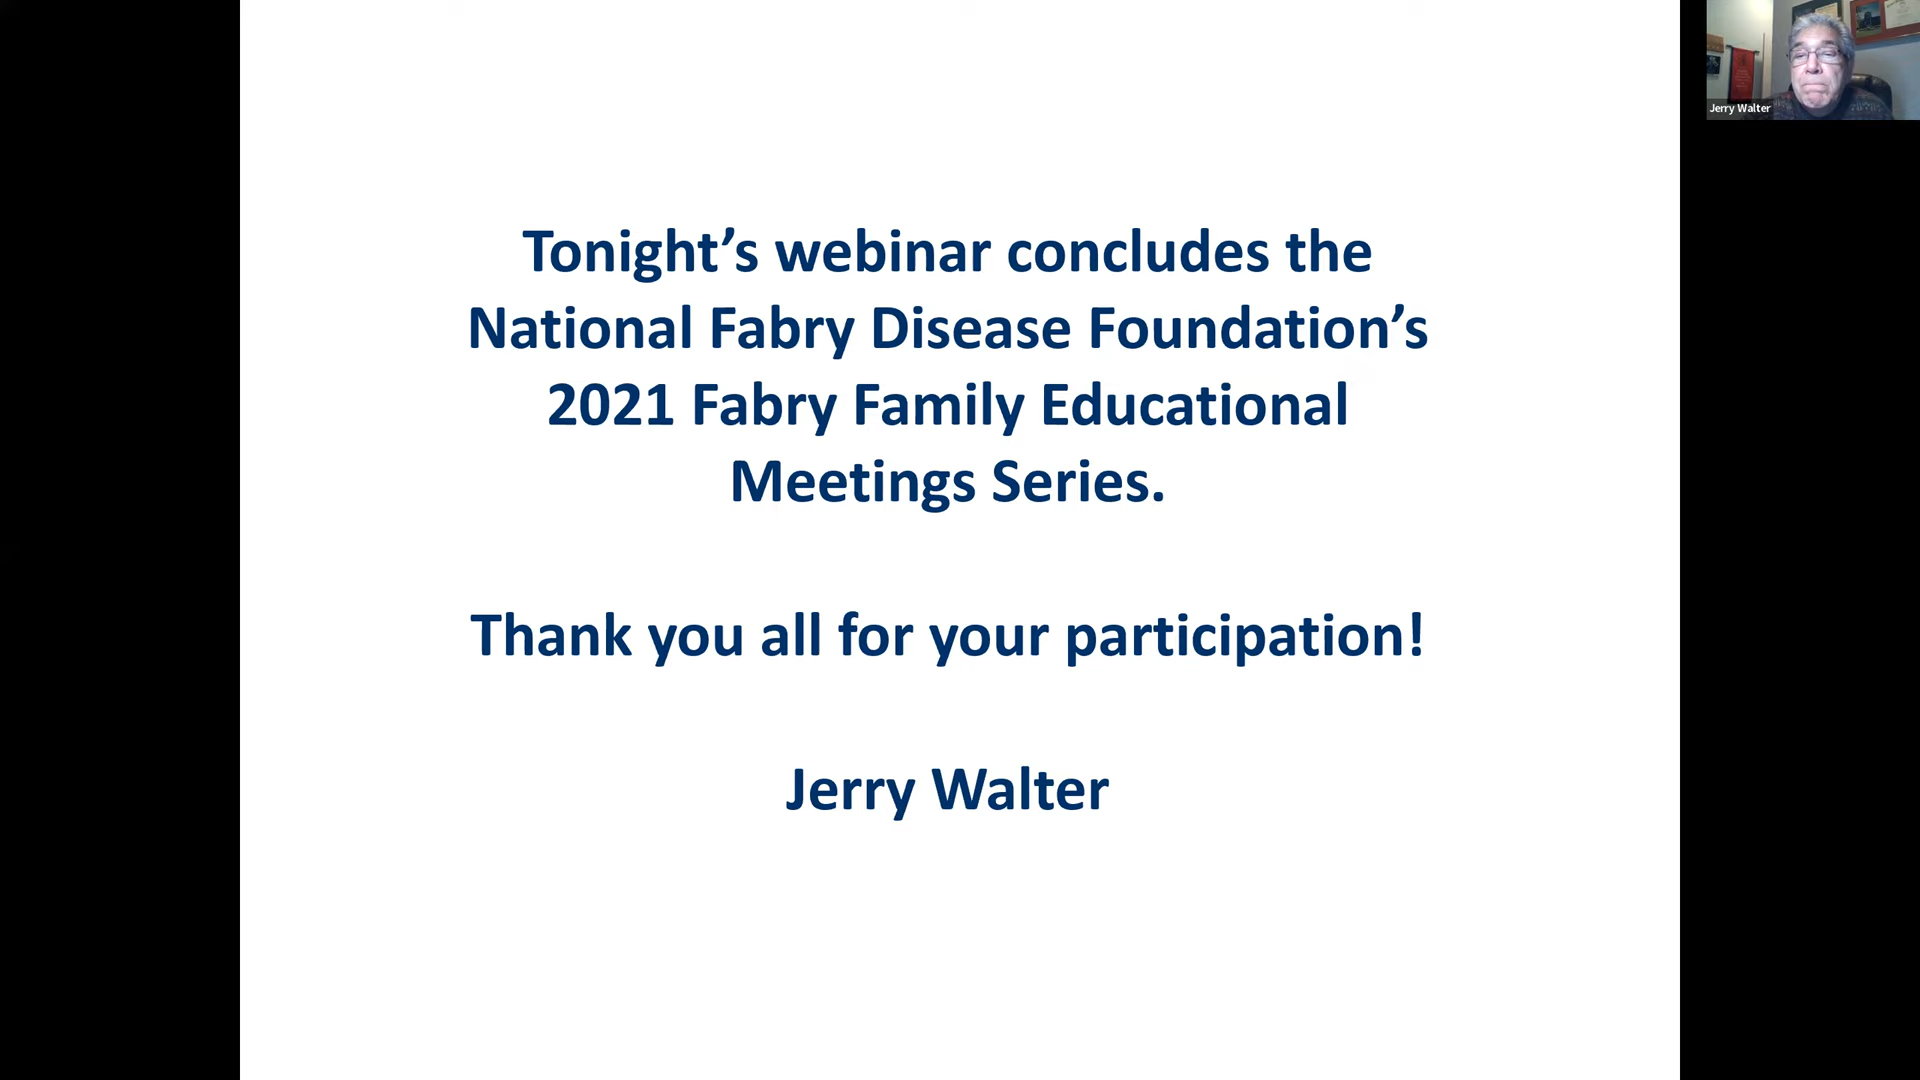 Jerry Walter
Tonight’s webinar concludes the
National Fabry Disease Foundation’s
2021 Fabry Family Educational
Meetings Series.
Thank you all for your participation!
Jerry Walter